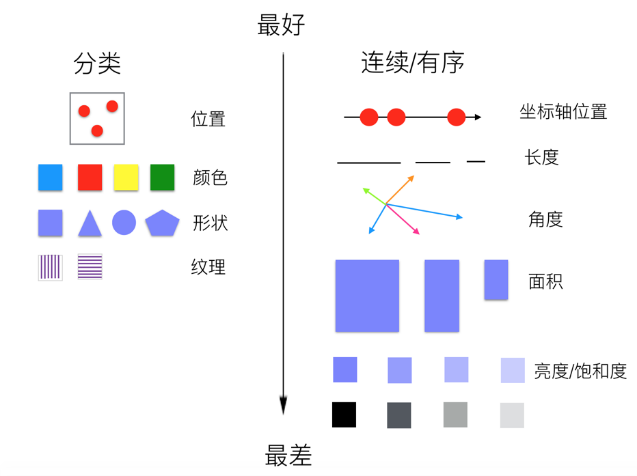 最好
分类
连续/有序
位置
颜色
形状
纹理
坐标轴位置
长度
角度
面积
亮度/饱和度
最差